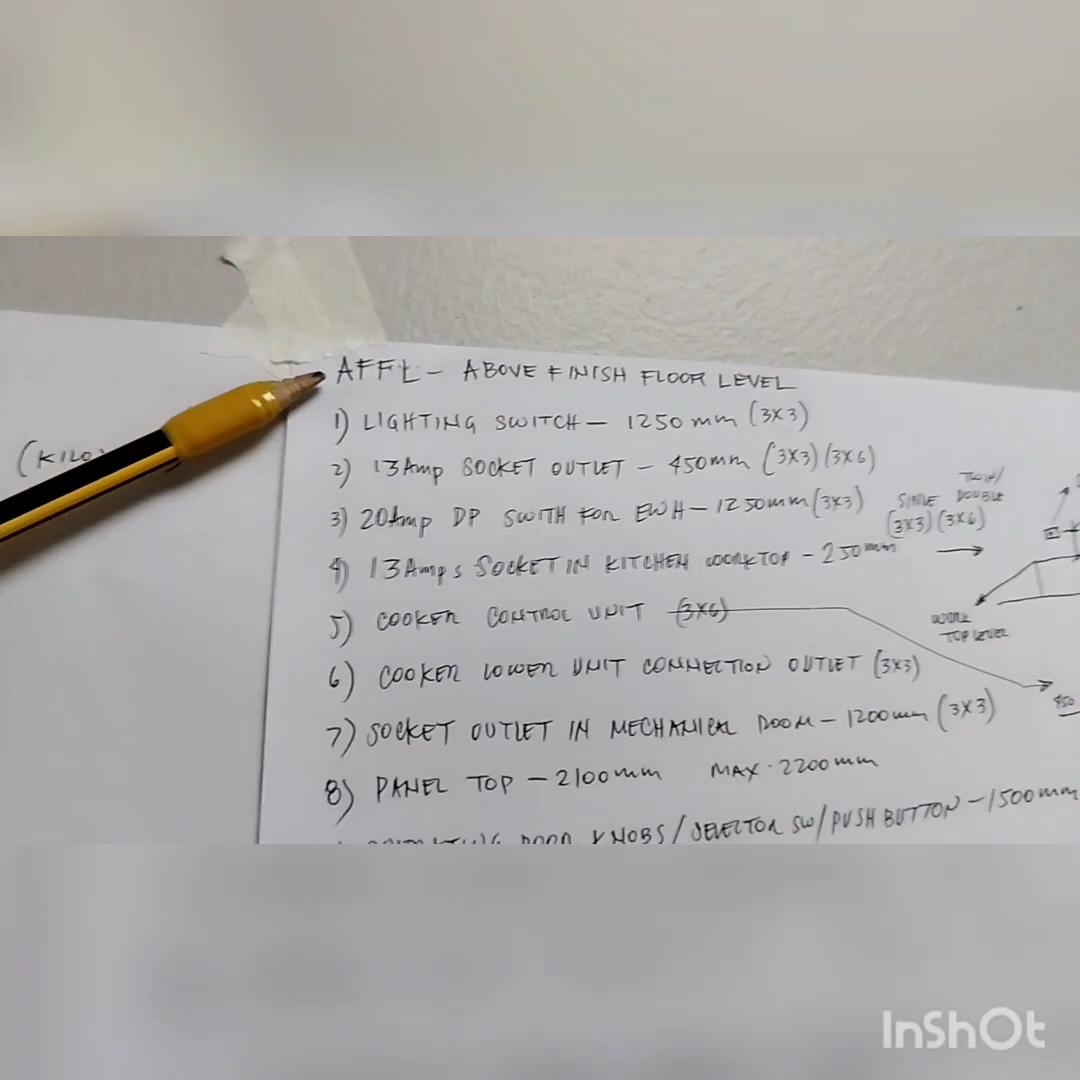 AFFL - ABOVE FINISH FLOOR LEVEL
1) LIGHTING SWITCH - 1250mm (3x3)
2) 13Amp SOCKET OUTLET - 450mm (3x3) (3x6)
3) 20Amp DP SWITH FOR EWH - 1250mm (3x3)
SINGLE TWIN/DOUBLE
(3x3) (3x6)
4) 13Amps SOCKET IN KITCHEN WORKTOP - 250mm
5) COOKER CONTROL UNIT (3x6)
WORK
TOP LEVEL
6) COOKER LOWER UNIT CONNECTION OUTLET (3x3)
450
7) SOCKET OUTLET IN MECHANICAL ROOM - 1200mm (3x3)
8) PANEL TOP - 2100mm MAX. 2200mm
DOOR KNOBS/SELECTOR SW/PUSH BUTTON - 1500mm
(KILO
InShOt